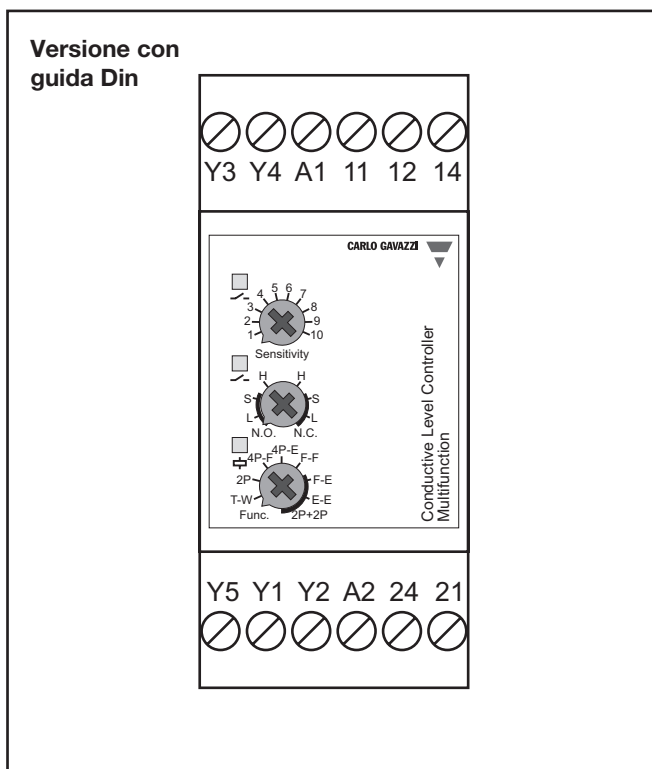 Versione con
guida Din
Y3 Y4 A1 11 12 14
CARLO GAVAZZI
1 2 3 4 5 6 7 8 9 10
Sensitivity
H H
S S
L L
N.O. N.C.
4P-E
4P-F F-F
2P F-E
T-W E-E
Func. 2P+2P
Conductive Level Controller
Multifunction
Y5 Y1 Y2 A2 24 21